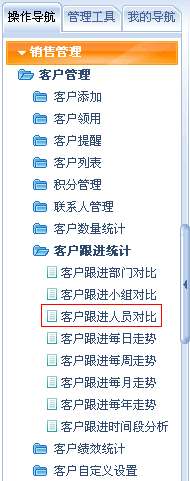 操作导航 管理工具 我的导航
销售管理
客户管理
客户添加
客户领用
客户提醒
客户列表
积分管理
联系人管理
客户数量统计
客户跟进统计
客户跟进部门对比
客户跟进小组对比
客户跟进人员对比
客户跟进每日走势
客户跟进每周走势
客户跟进每月走势
客户跟进每年走势
客户跟进时间段分析
客户绩效统计
客户自定义设置